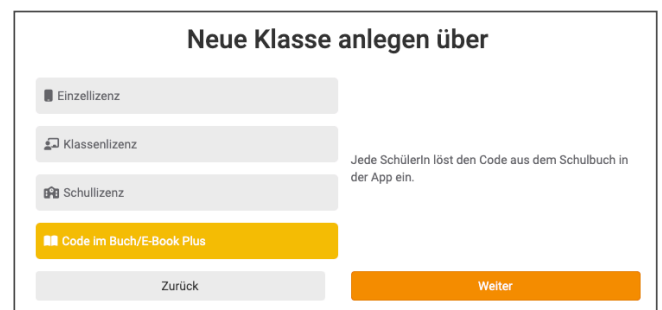 Neue Klasse anlegen über
Einzellizenz
Klassenlizenz
Schullizenz
Code im Buch/E-Book Plus
Jede SchülerIn löst den Code aus dem Schulbuch in
der App ein.
Zurück
Weiter